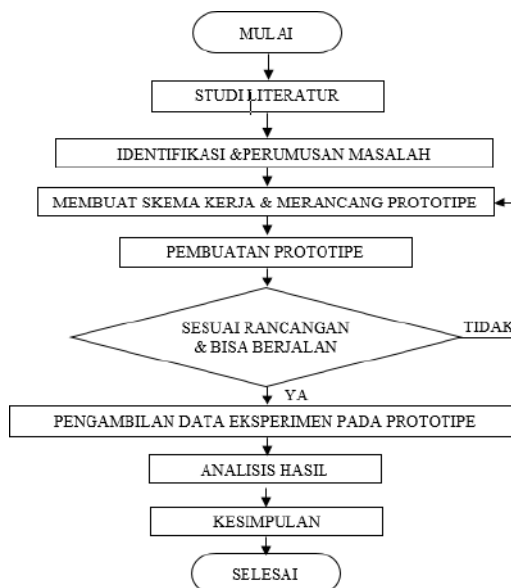 MULAI
STUDI LITERATUR
IDENTIFIKASI &PERUMUSAN MASALAH
MEMBUAT SKEMA KERJA & MERANCANG PROTOTIPE
PEMBUATAN PROTOTIPE
SESUAI RANCANGAN
& BISA BERJALAN
TIDAK
YA
PENGAMBILAN DATA EKSPERIMEN PADA PROTOTIPE
ANALISIS HASIL
KESIMPULAN
SELESAI